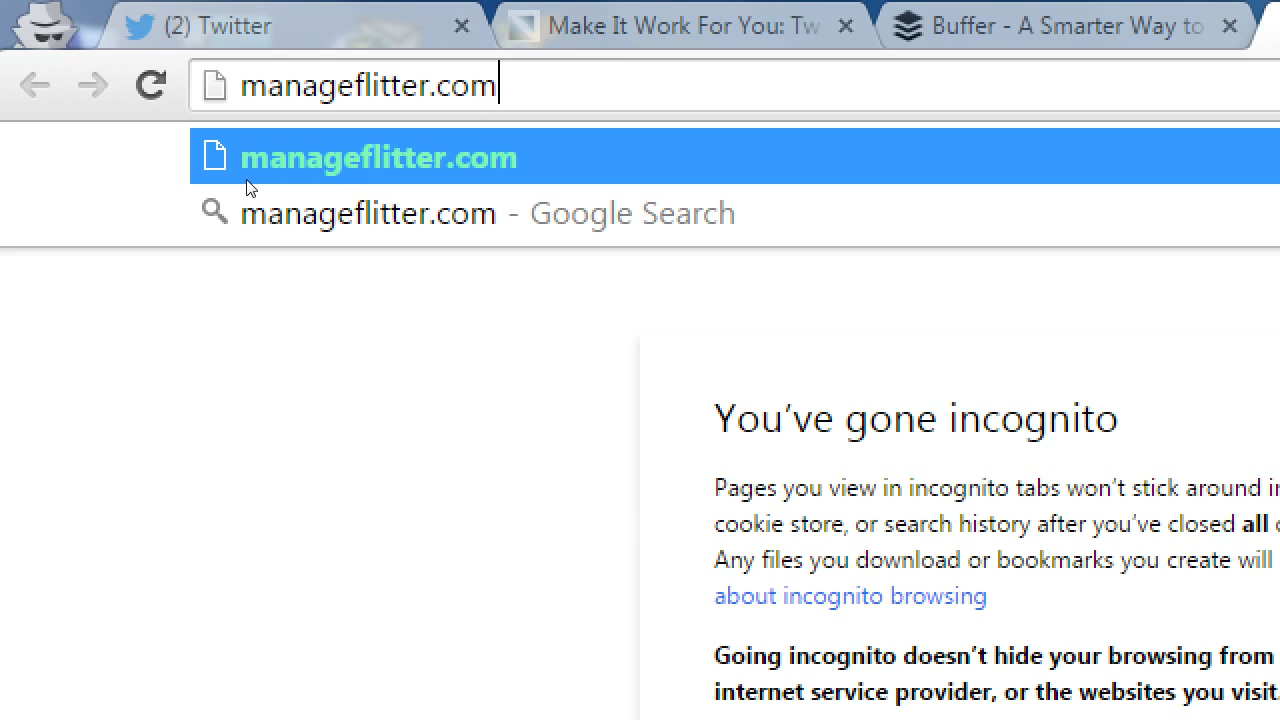 (2) Twitter
Make It Work For You: Tw
Buffer - A Smarter Way to
manageflitter.com
manageflitter.com
manageflitter.com - Google Search
You've gone incognito
Pages you view in incognito tabs won't stick around in
cookie store, or search history after you've closed all
Any files you download or bookmarks you create will
about incognito browsing
Going incognito doesn't hide your browsing from
internet service provider, or the websites you visit.